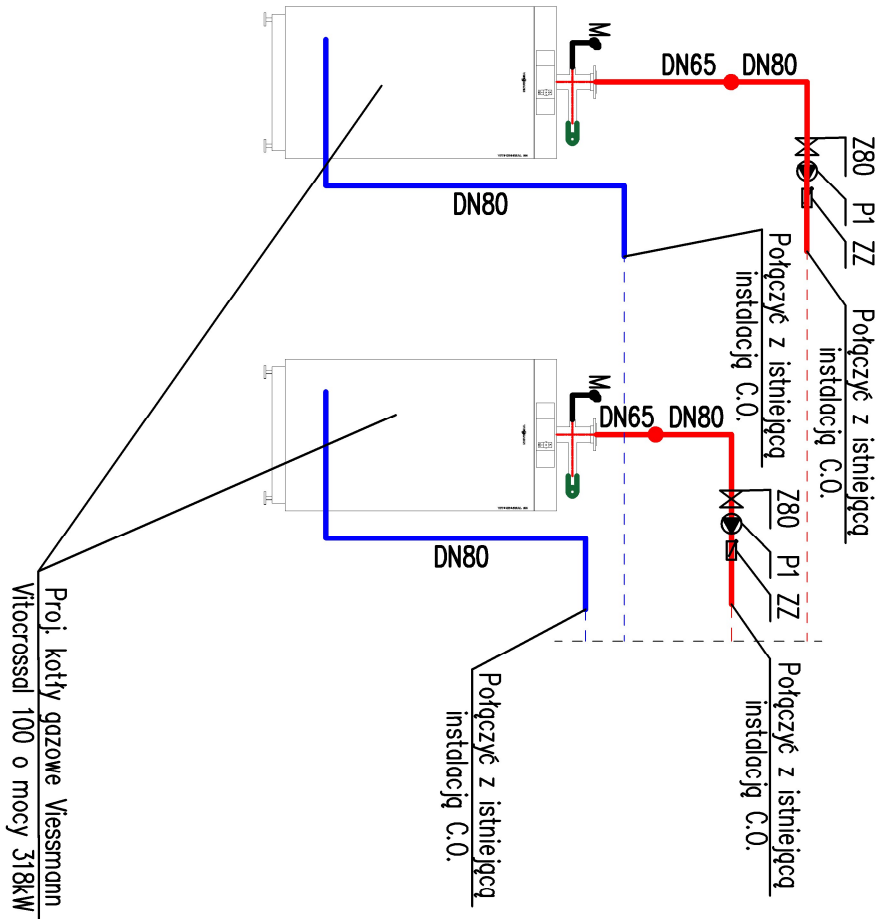 M
DN65
DN80
Z80
P1
ZZ
Połączyć z istniejącą
instalacją C.O.
DN80
Połączyć z istniejącą
instalacją C.O.
M
DN65
DN80
Z80
P1
ZZ
Połączyć z istniejącą
instalacją C.O.
DN80
Połączyć z istniejącą
instalacją C.O.
Proj. kotły gazowe Viessmann
Vitocrossal 100 o mocy 318kW